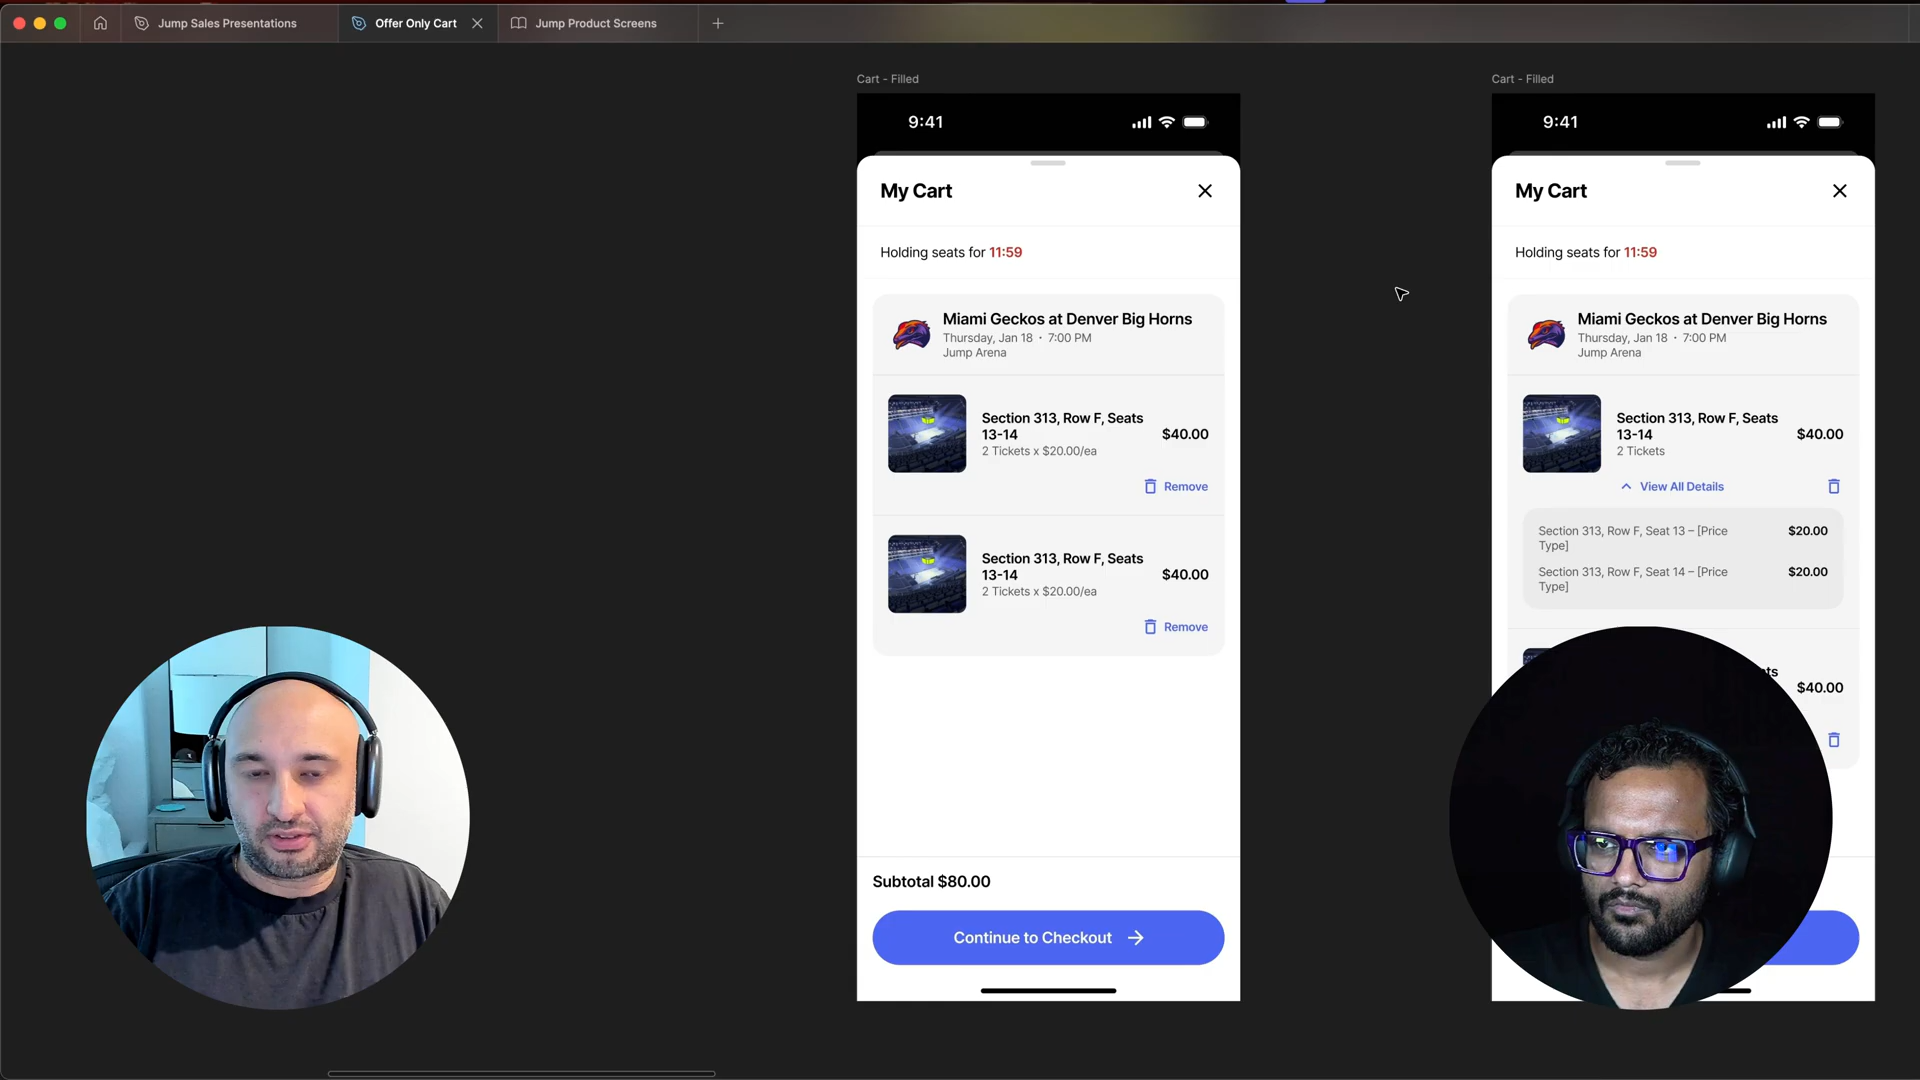 Jump Sales Presentations
Offer Only Cart
Jump Product Screens
Cart - Filled
9:41
My Cart
Holding seats for 11:59
Miami Geckos at Denver Big Horns
Thursday, Jan 18 • 7:00 PM
Jump Arena
Section 313, Row F, Seats
13-14
$40.00
2 Tickets x $20.00/ea
Remove
Section 313, Row F, Seats
13-14
$40.00
2 Tickets x $20.00/ea
Remove
Subtotal $80.00
Continue to Checkout
Cart - Filled
9:41
My Cart
Holding seats for 11:59
Miami Geckos at Denver Big Horns
Thursday, Jan 18 • 7:00 PM
Jump Arena
Section 313, Row F, Seats
13-14
$40.00
2 Tickets
View All Details
Section 313, Row F, Seat 13 – [Price
Type]
$20.00
Section 313, Row F, Seat 14 – [Price
Type]
$20.00
$40.00